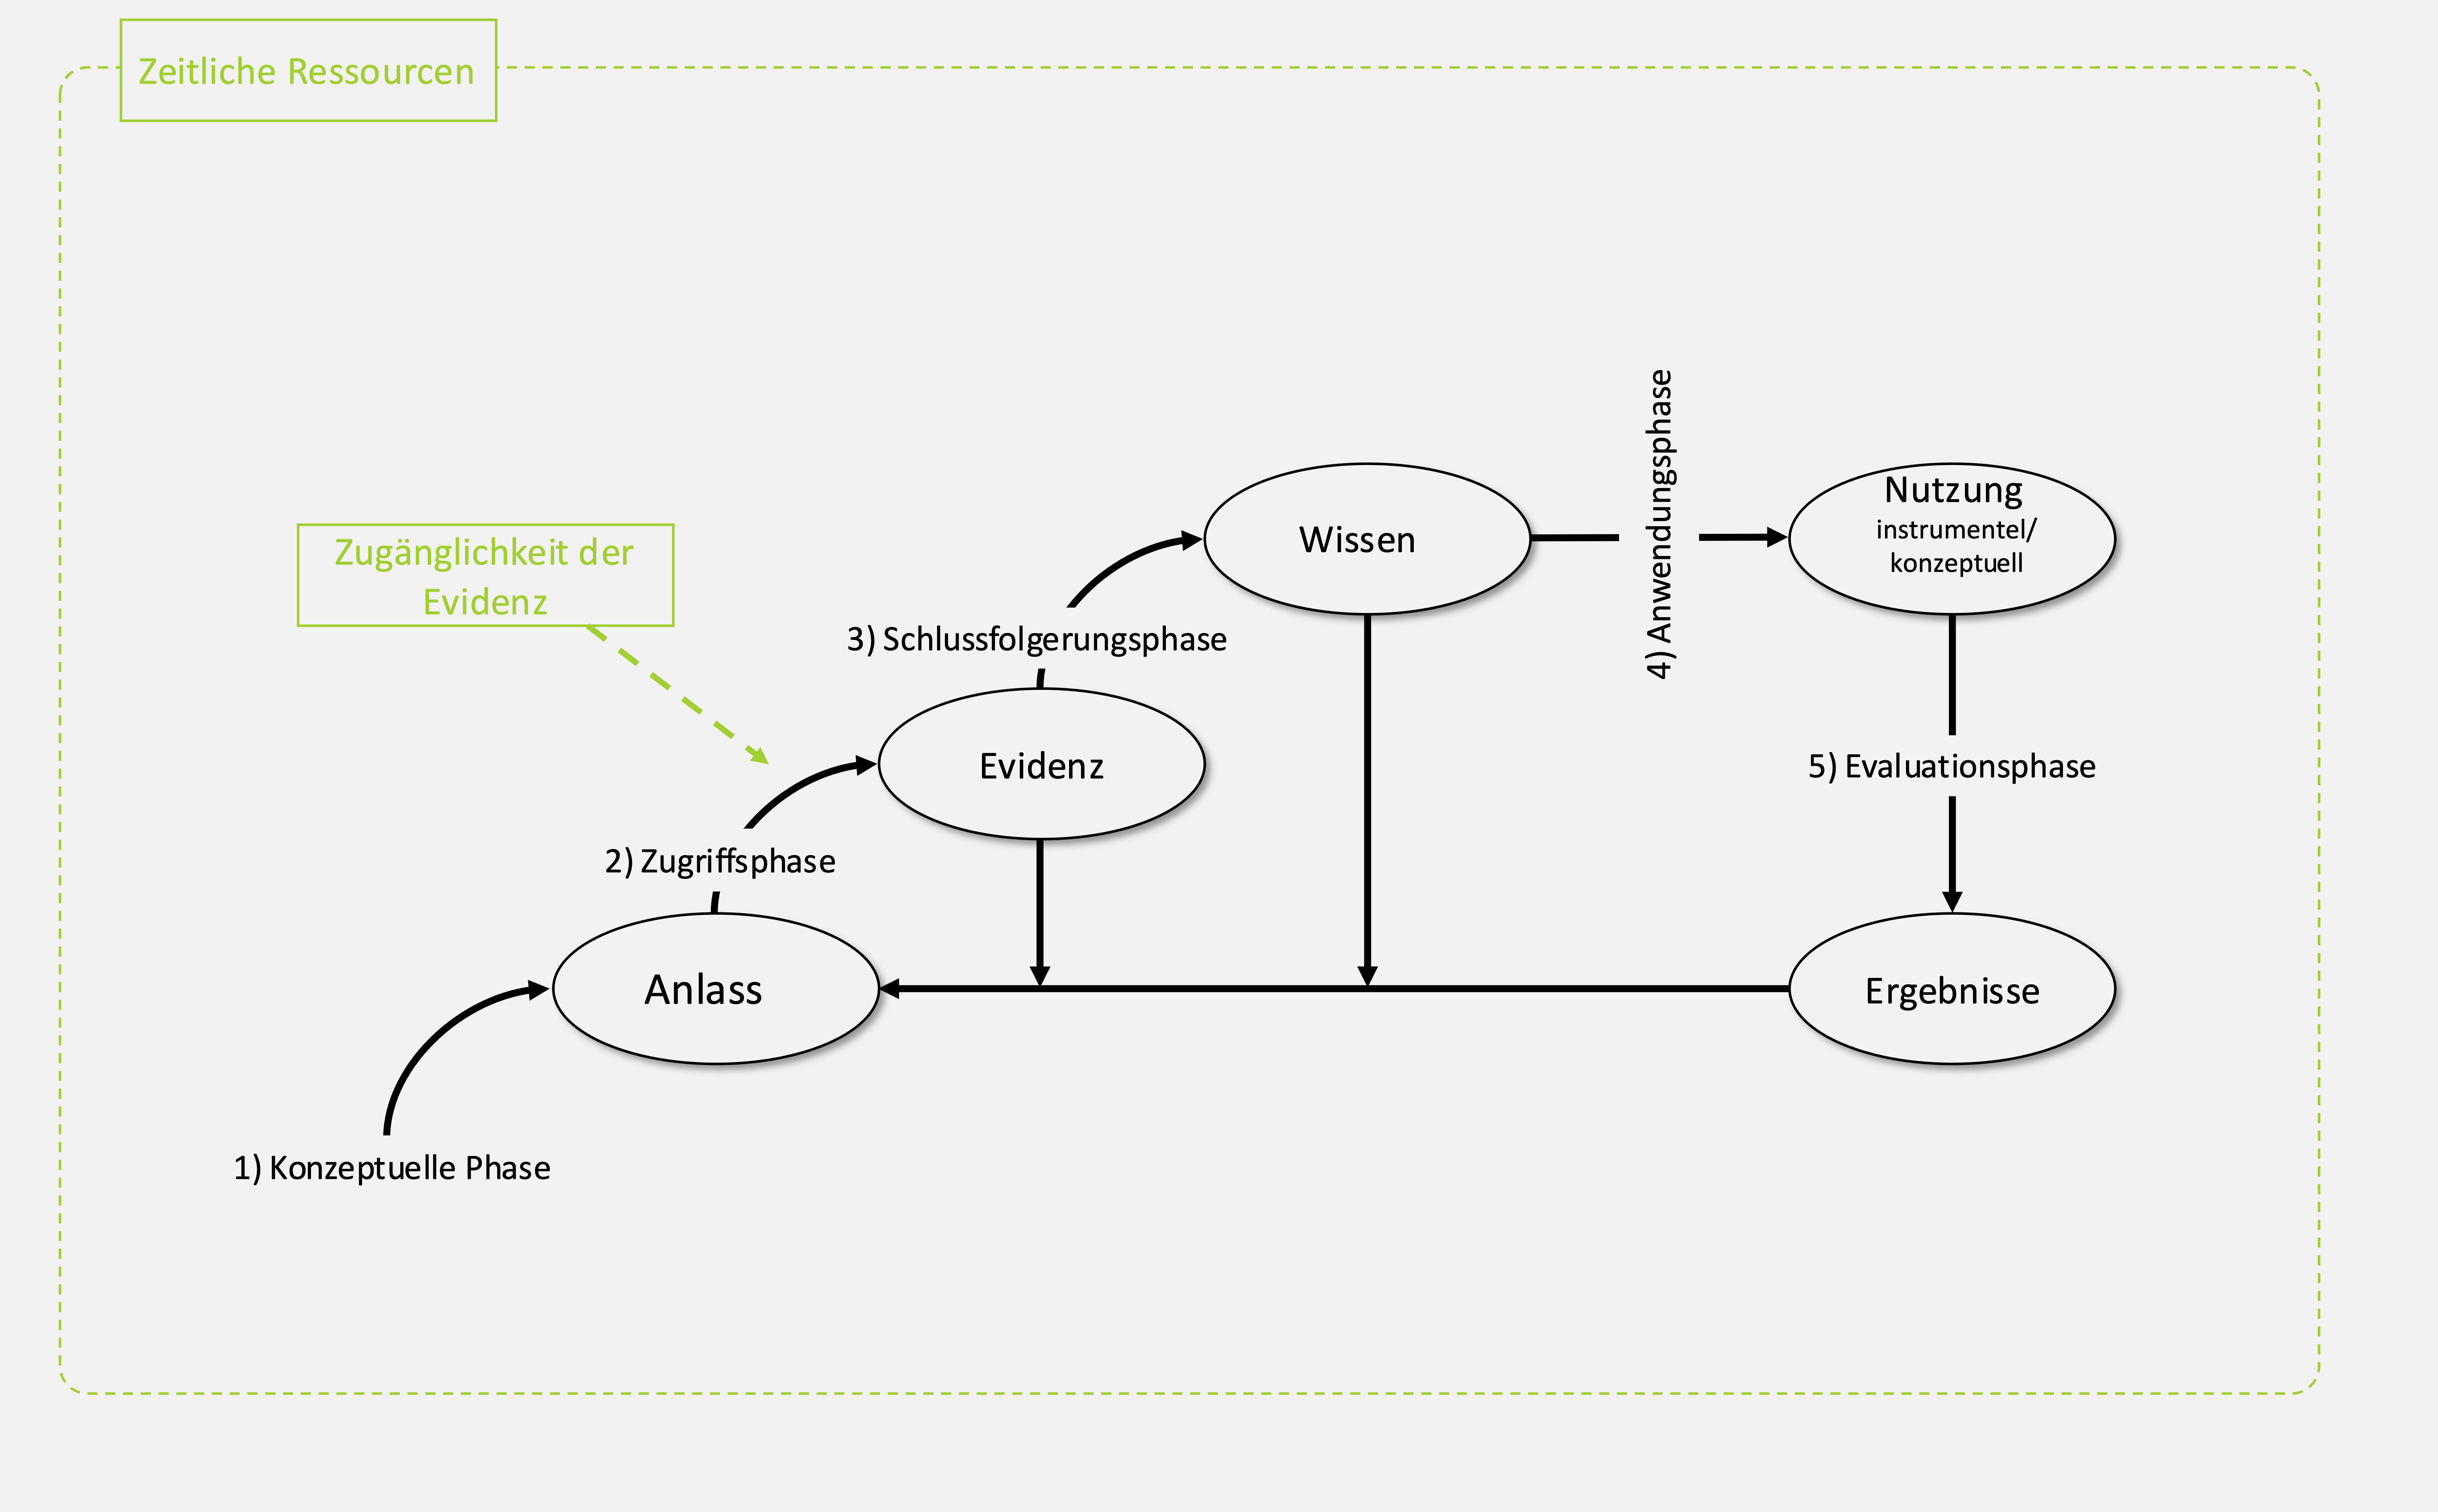 Zeitliche Ressourcen
4) Anwendungsphase
Wissen
Nutzung
instrumentel/
konzeptuell
Zugänglichkeit der
Evidenz
3) Schlussfolgerungsphase
Evidenz
5) Evaluationsphase
2) Zugriffsphase
Anlass
Ergebnisse
1) Konzeptuelle Phase